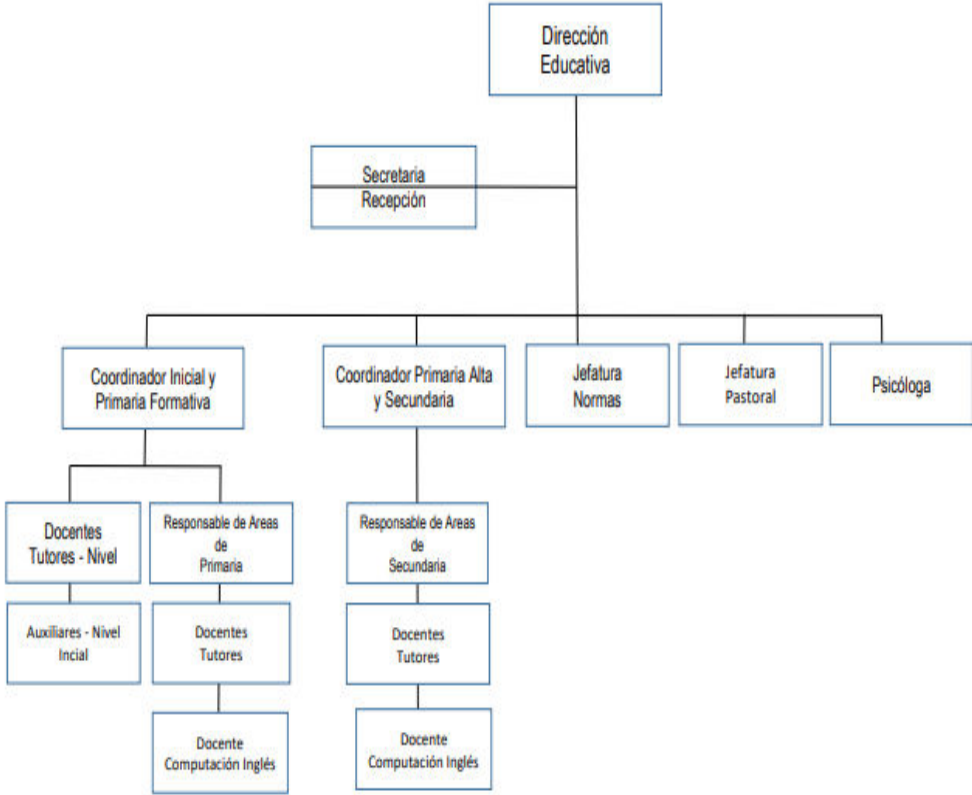 Dirección
Educativa
Secretaria
Recepción
Coordinador Inicial y
Primaria Formativa
Coordinador Primaria Alta
y Secundaria
Jefatura
Normas
Jefatura
Pastoral
Psicóloga
Docentes
Tutores - Nivel
Responsable de Areas
de
Primaria
Responsable de Areas
de
Secundaria
Auxiliares - Nivel
Incial
Docentes
Tutores
Docentes
Tutores
Docente
Computación Inglés
Docente
Computación Inglés